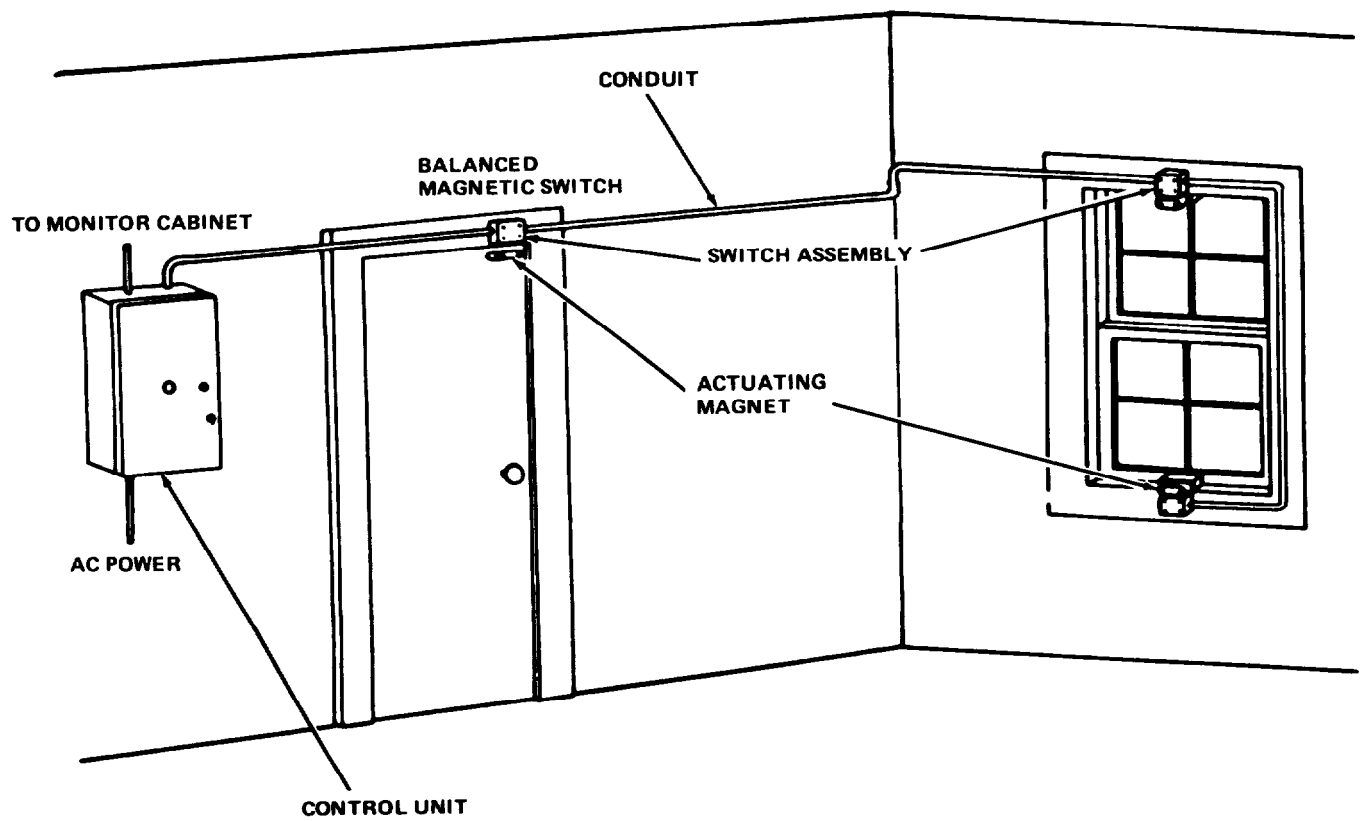 CONDUIT
BALANCED
MAGNETIC SWITCH
TO MONITOR CABINET
SWITCH ASSEMBLY
ACTUATING
MAGNET
AC POWER
CONTROL UNIT